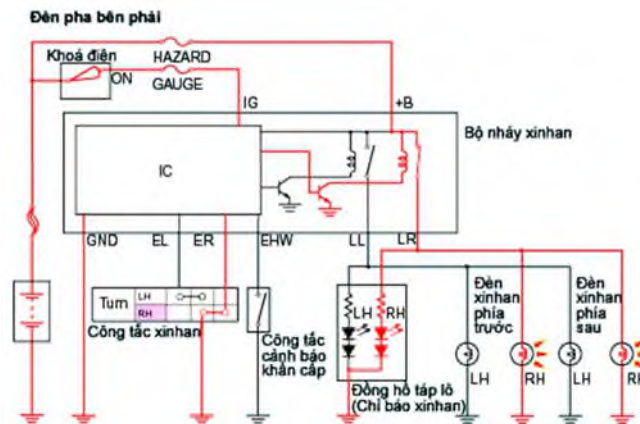 Đèn pha bên phải
Khoá điện
HAZARD
ON
GAUGE
IG
+B
Bộ nháy xinhan
IC
GND
EL
ER
EHW
LL
LR
Turn
LH
RH
Công tắc xinhan
Công tắc
cảnh báo
khẩn cấp
LH
RH
Đồng hồ táp lô
(Chỉ báo xinhan)
Đèn
xinhan
phía
trước
Đèn
xinhan
phía
sau
LH
RH
LH
RH